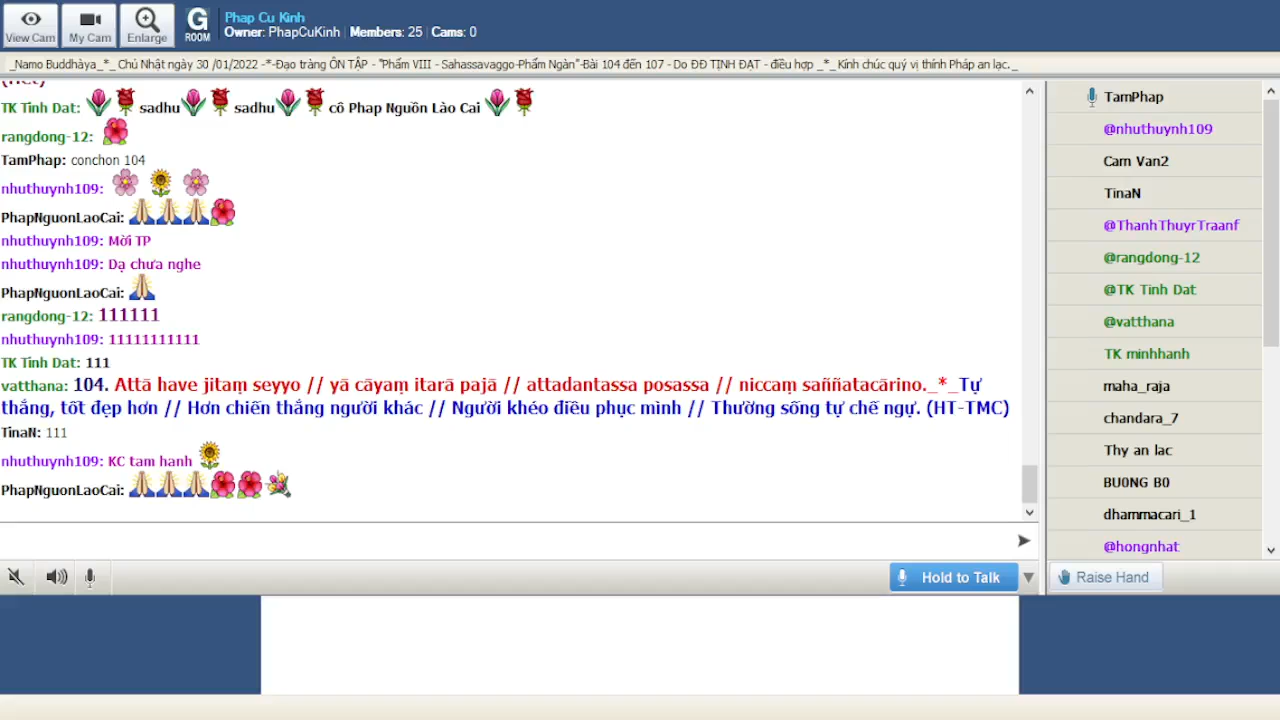 View Cam
My Cam
Enlarge
G
ROOM
Phap Cu Kinh
Owner: PhapCuKinh | Members: 25 | Cams: 0
_Namo Buddhàya_*_ Chủ Nhật ngày 30 /01/2022 -*-Đạo tràng ÔN TẬP - "Phẩm VIII - Sahassavaggo-Phẩm Ngàn"-Bài 104 đến 107 - Do ĐĐ TỊNH ĐẠT - điều hợp _*_ Kính chúc quý vị thính Pháp an lạc._
TK Tinh Dat: sadhu sadhu cô Phap Nguồn Lào Cai
rangdong-12:
TamPhap: conchon 104
nhuthuynh109:
PhapNguonLaoCai:
nhuthuynh109: Mời TP
nhuthuynh109: Dạ chưa nghe
PhapNguonLaoCai:
rangdong-12: 111111
nhuthuynh109: 11111111111
TK Tinh Dat: 111
vatthana: 104. Attā have jitaṃ seyyo // yā cāyaṃ itarā pajā // attadantassa posassa // niccaṃ saññatacārino._*_Tự
thắng, tốt đẹp hơn // Hơn chiến thắng người khác // Người khéo điều phục mình // Thường sống tự chế ngự. (HT-TMC)
TinaN: 111
nhuthuynh109: KC tam hanh
PhapNguonLaoCai:
Hold to Talk
TamPhap
@nhuthuynh109
Cam Van2
TinaN
@ThanhThuyrTraanf
@rangdong-12
@TK Tinh Dat
@vatthana
TK minhhanh
maha_raja
chandara_7
Thy an lac
BU0NG B0
dhammacari_1
@hongnhat
Raise Hand